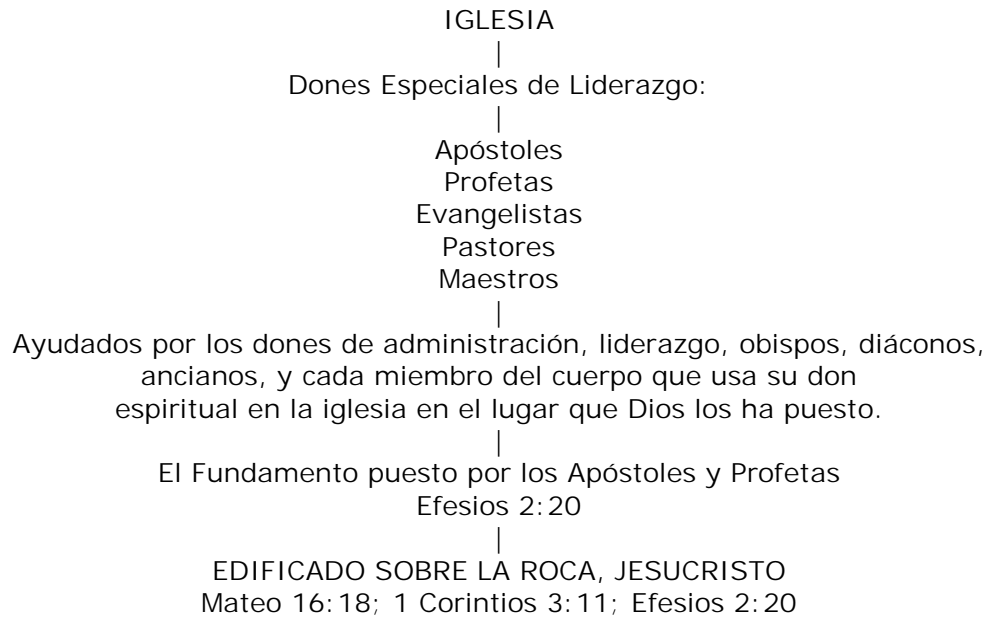 IGLESIA
|
Dones Especiales de Liderazgo:
|
Apóstoles
Profetas
Evangelistas
Pastores
Maestros
|
Ayudados por los dones de administración, liderazgo, obispos, diáconos,
ancianos, y cada miembro del cuerpo que usa su don
espiritual en la iglesia en el lugar que Dios los ha puesto.
|
El Fundamento puesto por los Apóstoles y Profetas
Efesios 2:20
|
EDIFICADO SOBRE LA ROCA, JESUCRISTO
Mateo 16:18; 1 Corintios 3:11; Efesios 2:20